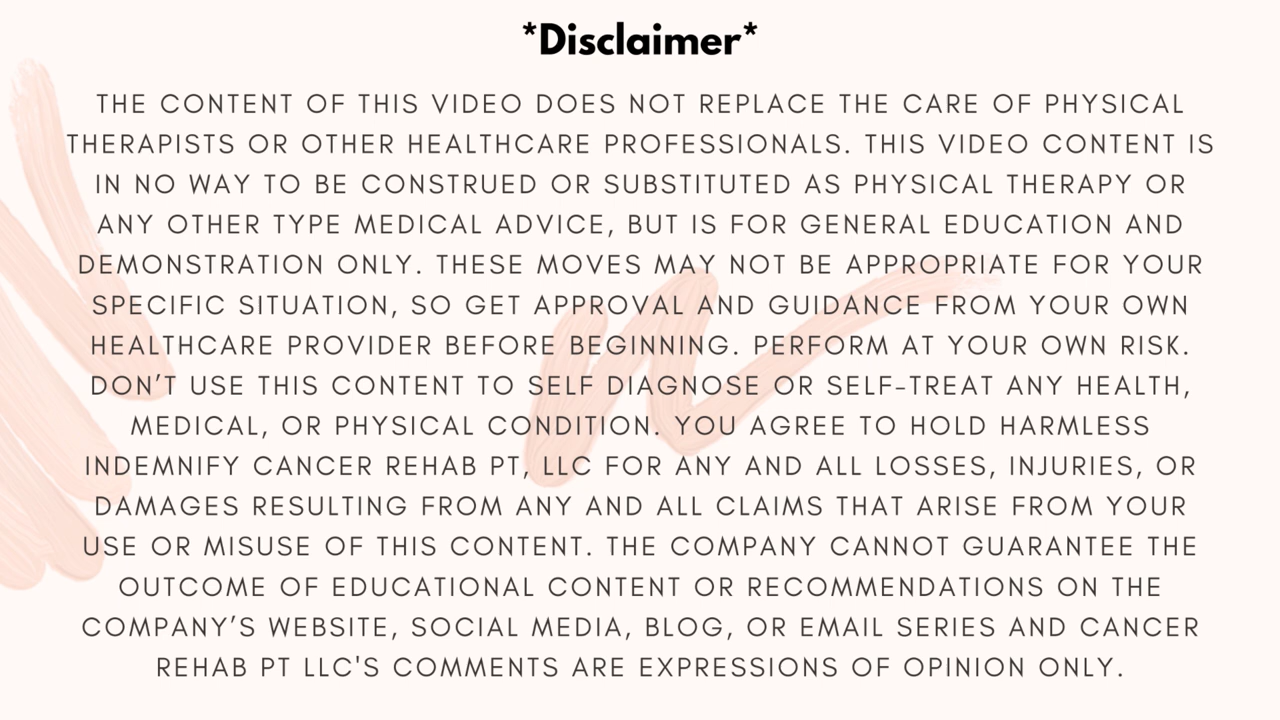 *Disclaimer*
THE CONTENT OF THIS VIDEO DOES NOT REPLACE THE CARE OF PHYSICAL
THERAPISTS OR OTHER HEALTHCARE PROFESSIONALS. THIS VIDEO CONTENT IS
IN NO WAY TO BE CONSTRUED OR SUBSTITUTED AS PHYSICAL THERAPY OR
ANY OTHER TYPE MEDICAL ADVICE, BUT IS FOR GENERAL EDUCATION AND
DEMONSTRATION ONLY. THESE MOVES MAY NOT BE APPROPRIATE FOR YOUR
SPECIFIC SITUATION, SO GET APPROVAL AND GUIDANCE FROM YOUR OWN
HEALTHCARE PROVIDER BEFORE BEGINNING. PERFORM AT YOUR OWN RISK.
DON’T USE THIS CONTENT TO SELF DIAGNOSE OR SELF-TREAT ANY HEALTH,
MEDICAL, OR PHYSICAL CONDITION. YOU AGREE TO HOLD HARMLESS
INDEMNIFY CANCER REHAB PT, LLC FOR ANY AND ALL LOSSES, INJURIES, OR
DAMAGES RESULTING FROM ANY AND ALL CLAIMS THAT ARISE FROM YOUR
USE OR MISUSE OF THIS CONTENT. THE COMPANY CANNOT GUARANTEE THE
OUTCOME OF EDUCATIONAL CONTENT OR RECOMMENDATIONS ON THE
COMPANY’S WEBSITE, SOCIAL MEDIA, BLOG, OR EMAIL SERIES AND CANCER
REHAB PT LLC'S COMMENTS ARE EXPRESSIONS OF OPINION ONLY.